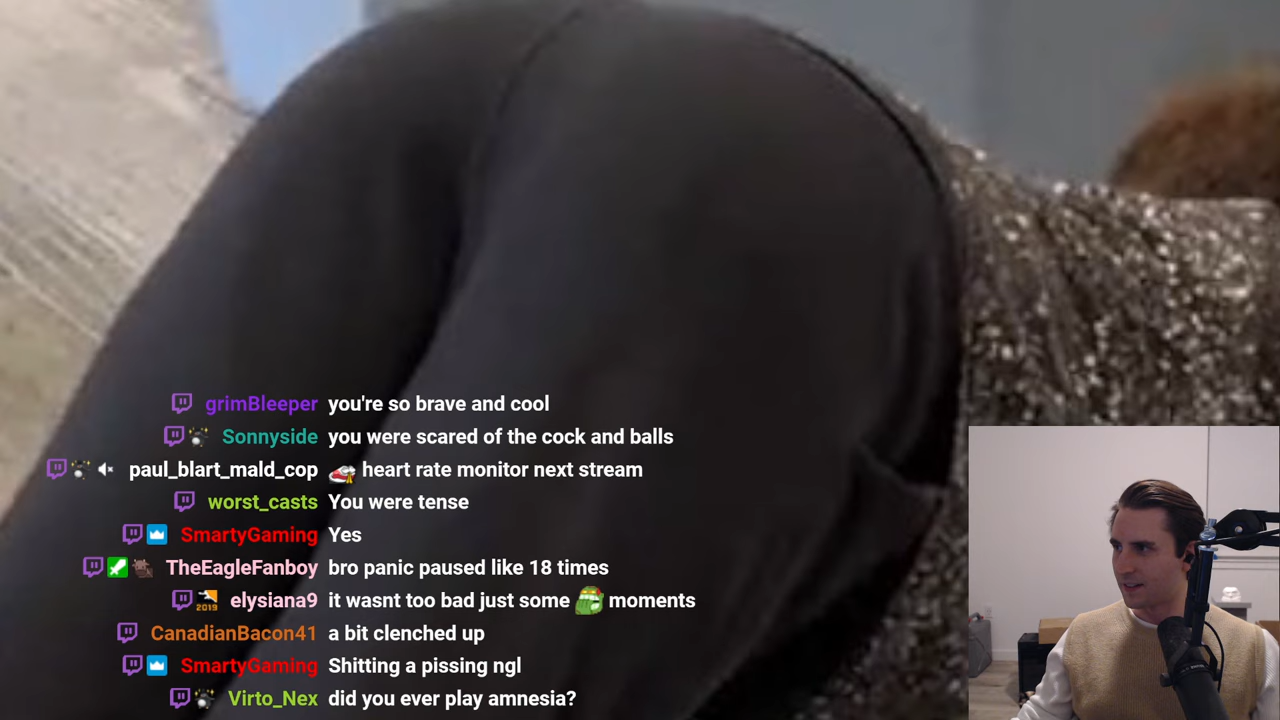 grimBleeper you're so brave and cool
Sonnyside you were scared of the cock and balls
paul_blart_mald_cop heart rate monitor next stream
worst_casts You were tense
SmartyGaming Yes
TheEagleFanboy bro panic paused like 18 times
2019 elysiana9 it wasnt too bad just some moments
CanadianBacon41 a bit clenched up
SmartyGaming Shitting a pissing ngl
Virto_Nex did you ever play amnesia?